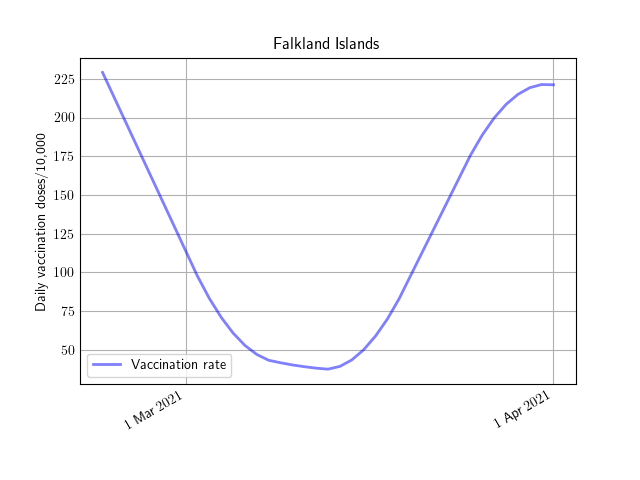 Falkland Islands
Daily vaccination doses/10,000
225
200
175
150
125
100
75
50
Vaccination rate
1 Mar 2021
1 Apr 2021